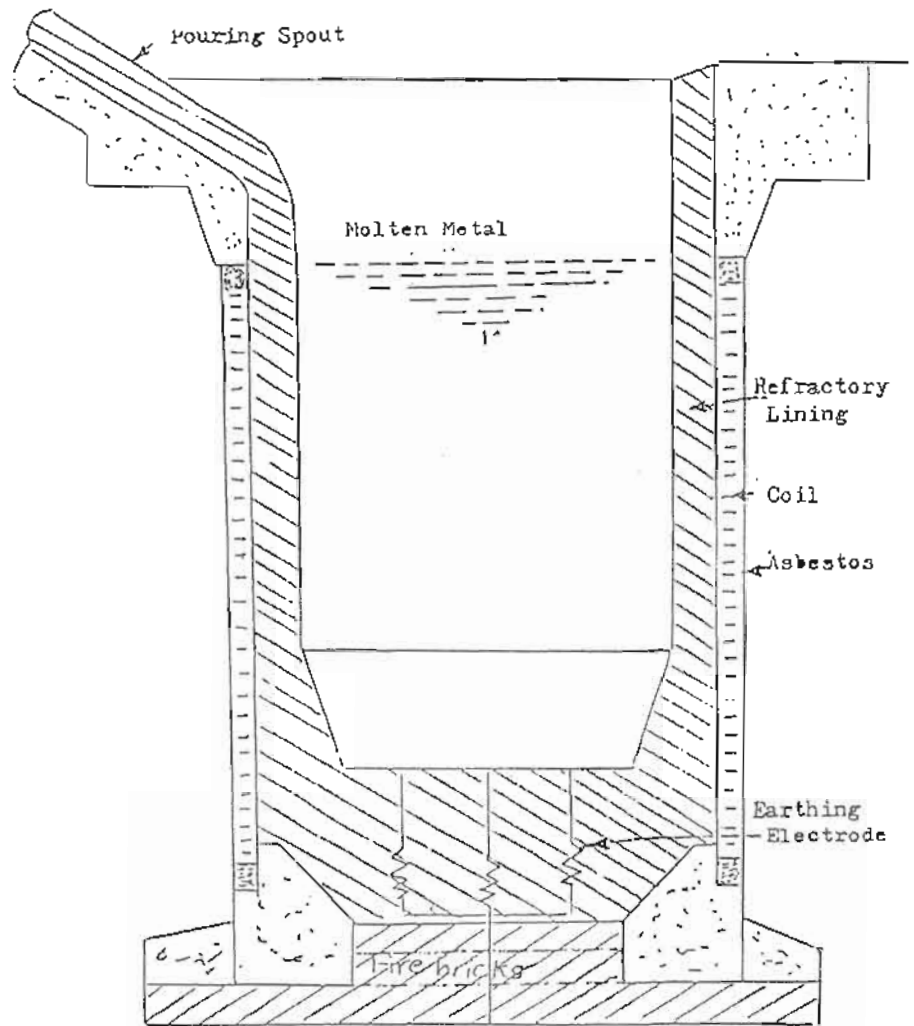 Pouring Spout
Molten Metal
Refractory
Lining
Coil
Asbestos
Earthing
Electrode
Fire bricks